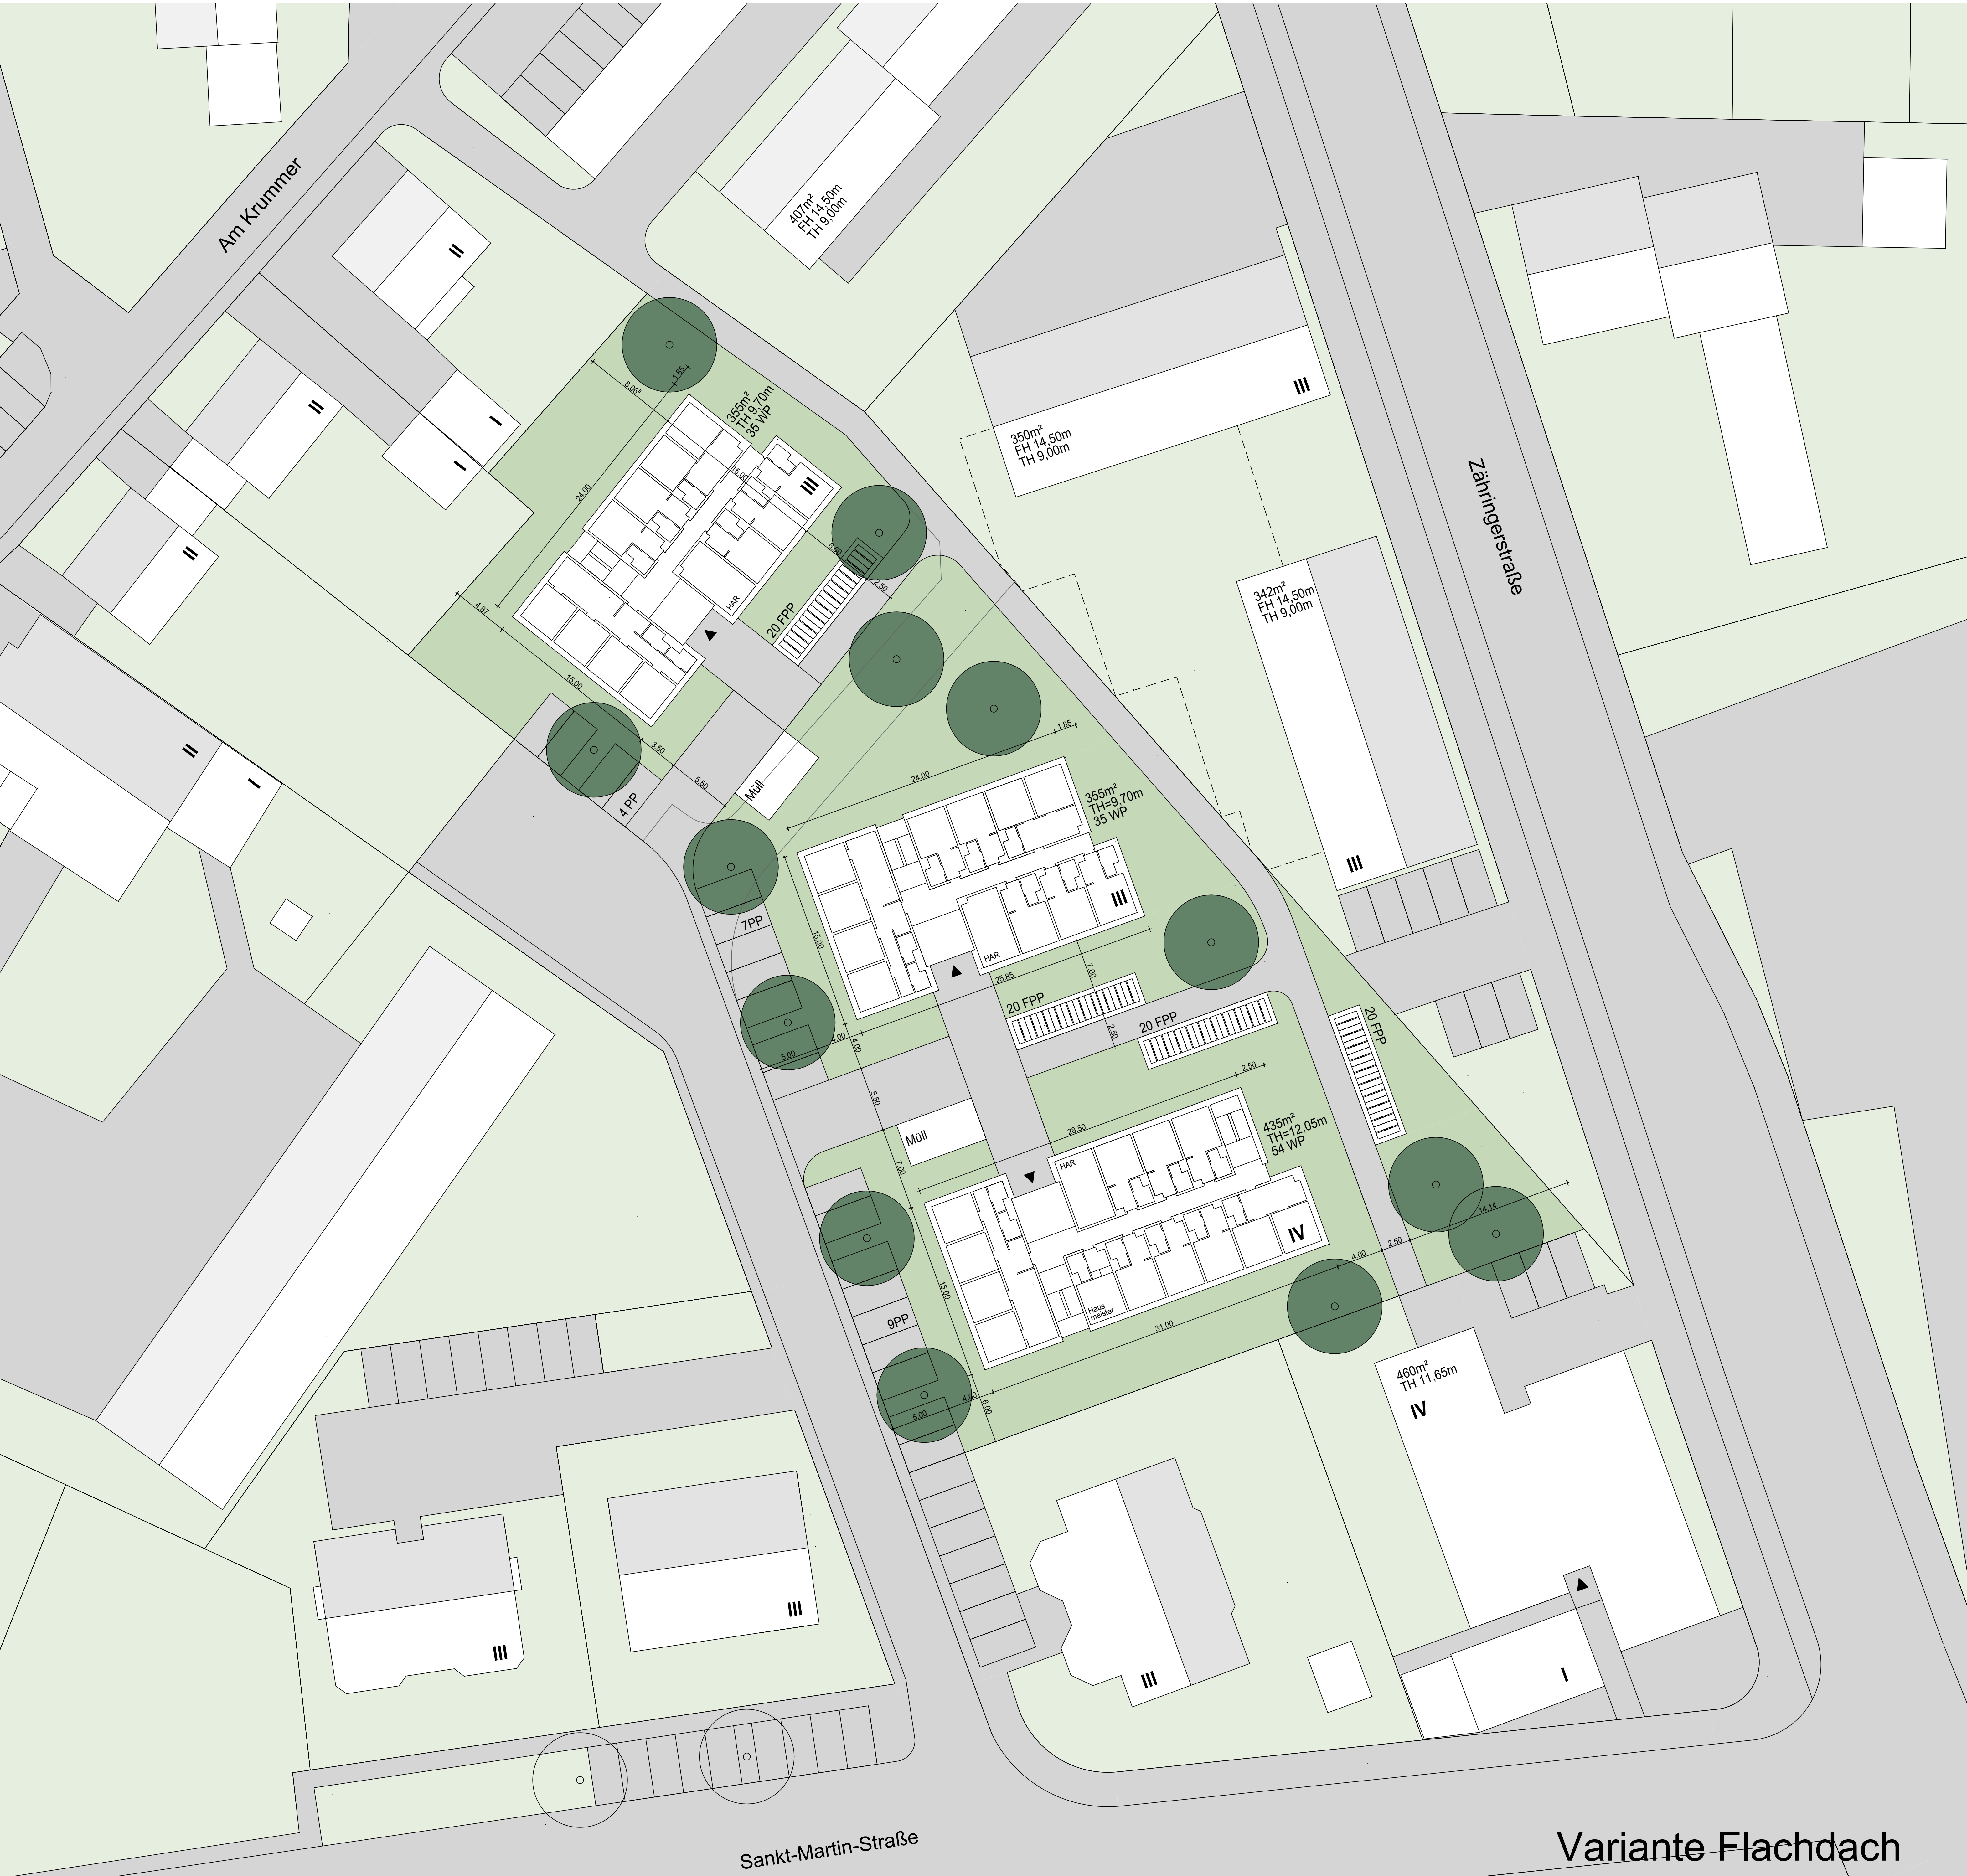 Am Krummer
II
407m²
FH 14,50m
TH 9,00m
II
I
I
II
8.06⁵
1.85
355m²
TH 9,70m
35 WP
III
15.00
24.00
HAR
6.50
2.50
20 FPP
4.87
15.00
3.50
5.50
4 PP
Müll
350m²
FH 14,50m
TH 9,00m
III
Zähringerstraße
342m²
FH 14,50m
TH 9,00m
III
II
I
24.00
1.85
355m²
TH=9,70m
35 WP
III
HAR
7PP
15.00
25.85
7.00
20 FPP
2.50
20 FPP
20 FPP
5.00
4.00
4.00
5.50
Müll
7.00
28.50
2.50
435m²
TH=12,05m
54 WP
HAR
IV
Haus
meister
9PP
15.00
31.00
4.00
2.50
14.14
5.00
4.00
6.00
460m²
TH 11,65m
IV
III
III
III
I
Sankt-Martin-Straße
Variante Flachdach